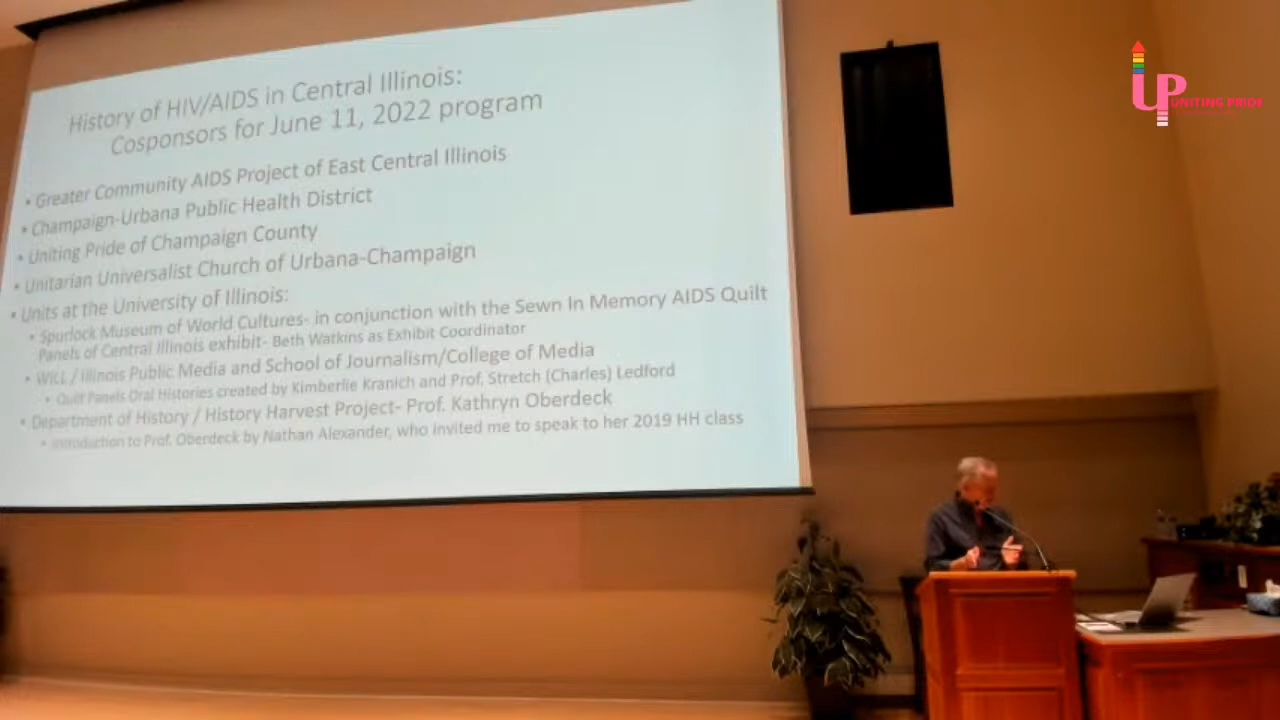 History of HIV/AIDS in Central Illinois:
Cosponsors for June 11, 2022 program
• Greater Community AIDS Project of East Central Illinois
• Champaign-Urbana Public Health District
• Uniting Pride of Champaign County
• Unitarian Universalist Church of Urbana-Champaign
• Units at the University of Illinois:
• Spurlock Museum of World Cultures- in conjunction with the Sewn In Memory AIDS Quilt
Panels of Central Illinois exhibit- Beth Watkins as Exhibit Coordinator
• WILL / Illinois Public Media and School of Journalism/College of Media
• Quilt Panels Oral Histories created by Kimberlie Kranich and Prof. Stretch (Charles) Ledford
• Department of History / History Harvest Project- Prof. Kathryn Oberdeck
• Introduction to Prof. Oberdeck by Nathan Alexander, who invited me to speak to her 2019 HH class
UP
UNITING PRIDE